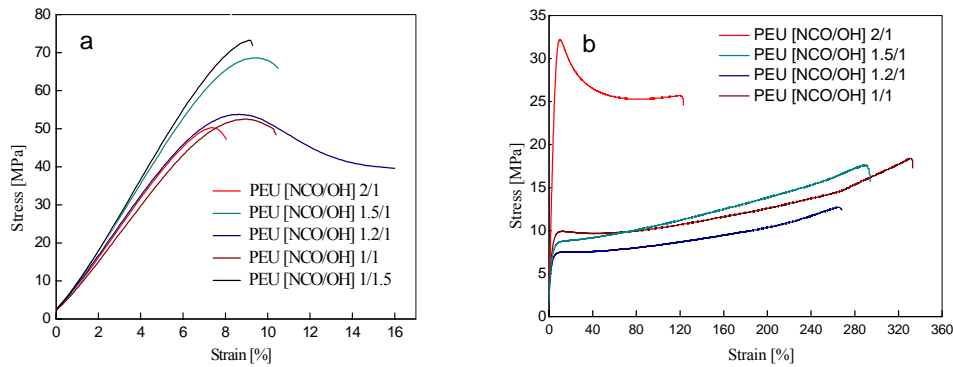 a
80
70
60
50
40
30
20
10
0
Stress [MPa]
PEU [NCO/OH] 2/1
PEU [NCO/OH] 1.5/1
PEU [NCO/OH] 1.2/1
PEU [NCO/OH] 1/1
PEU [NCO/OH] 1/1.5
0 2 4 6 8 10 12 14 16
Strain [%]
b
35
30
25
20
15
10
5
0
Stress [MPa]
PEU [NCO/OH] 2/1
PEU [NCO/OH] 1.5/1
PEU [NCO/OH] 1.2/1
PEU [NCO/OH] 1/1
0 40 80 120 160 200 240 280 320 360
Strain [%]